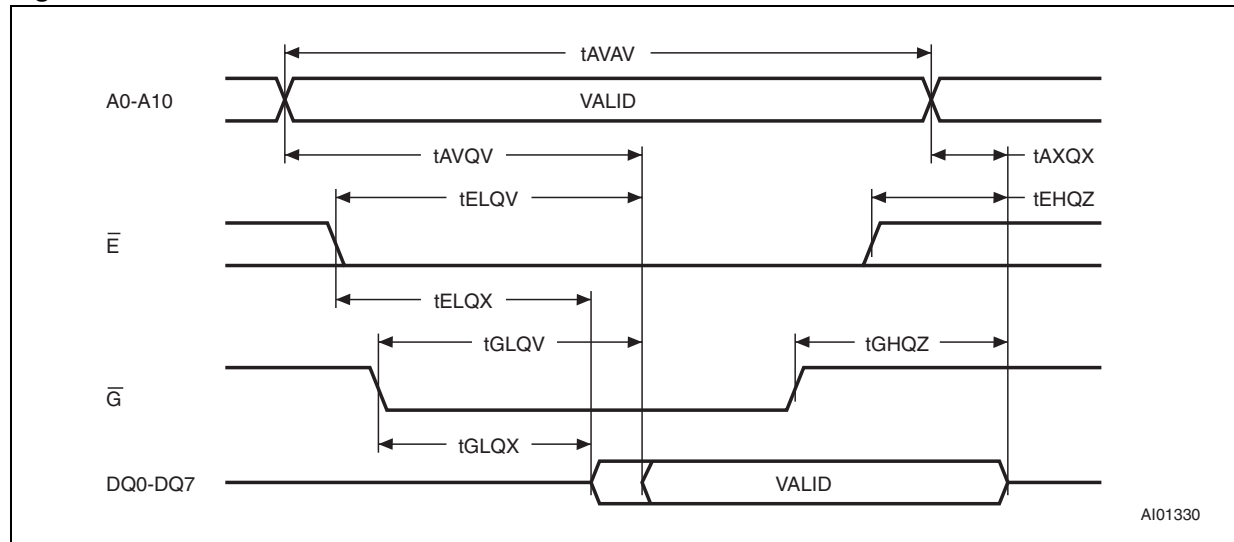 tAVAV
A0-A10
VALID
tAVQV
tAXQX
tELQV
tEHQZ
E̅
tELQX
tGLQV
tGHQZ
G̅
tGLQX
DQ0-DQ7
VALID
AI01330